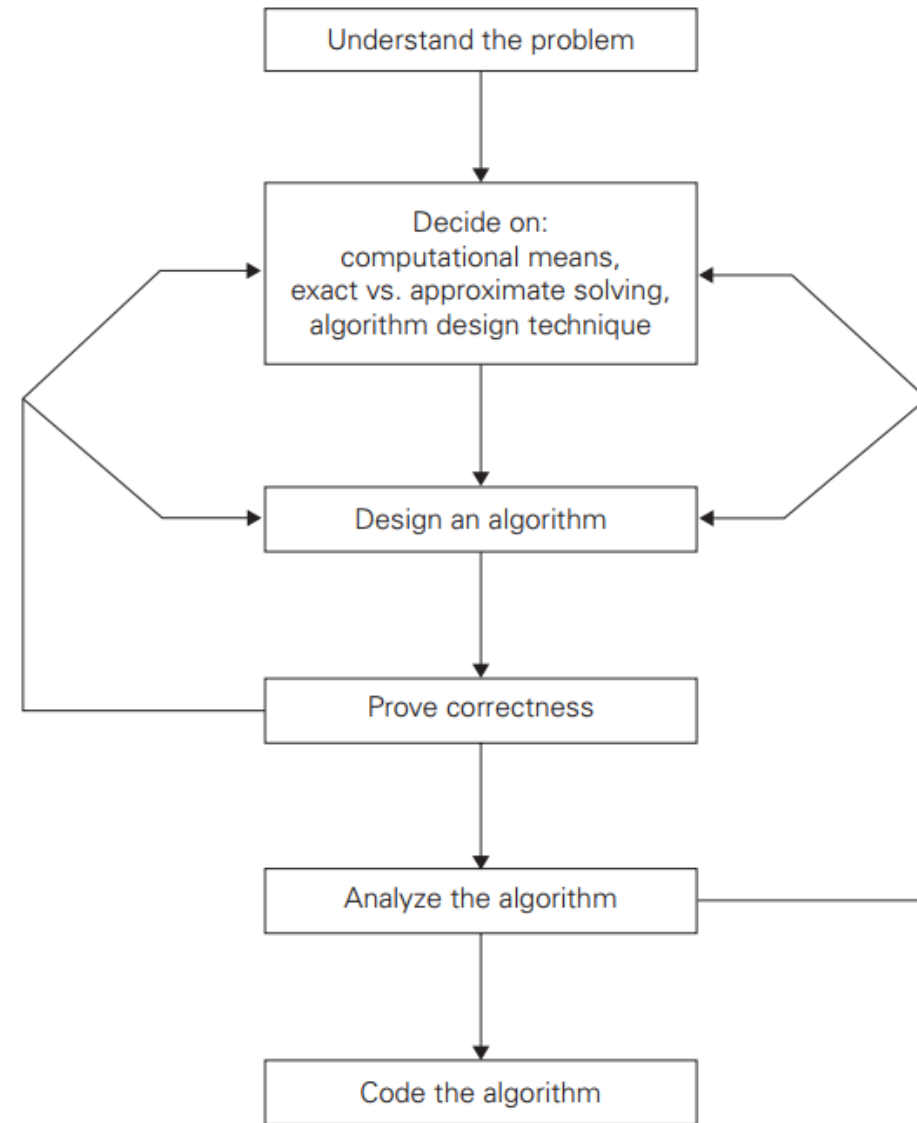 Understand the problem
Decide on:
computational means,
exact vs. approximate solving,
algorithm design technique
Design an algorithm
Prove correctness
Analyze the algorithm
Code the algorithm